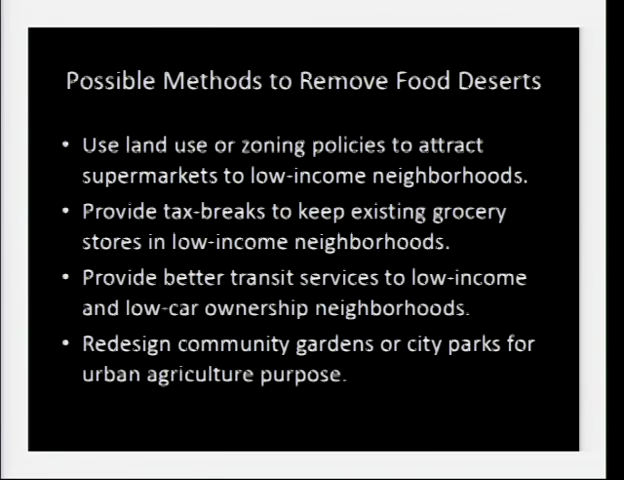 Possible Methods to Remove Food Deserts
• Use land use or zoning policies to attract
supermarkets to low-income neighborhoods.
• Provide tax-breaks to keep existing grocery
stores in low-income neighborhoods.
• Provide better transit services to low-income
and low-car ownership neighborhoods.
• Redesign community gardens or city parks for
urban agriculture purpose.